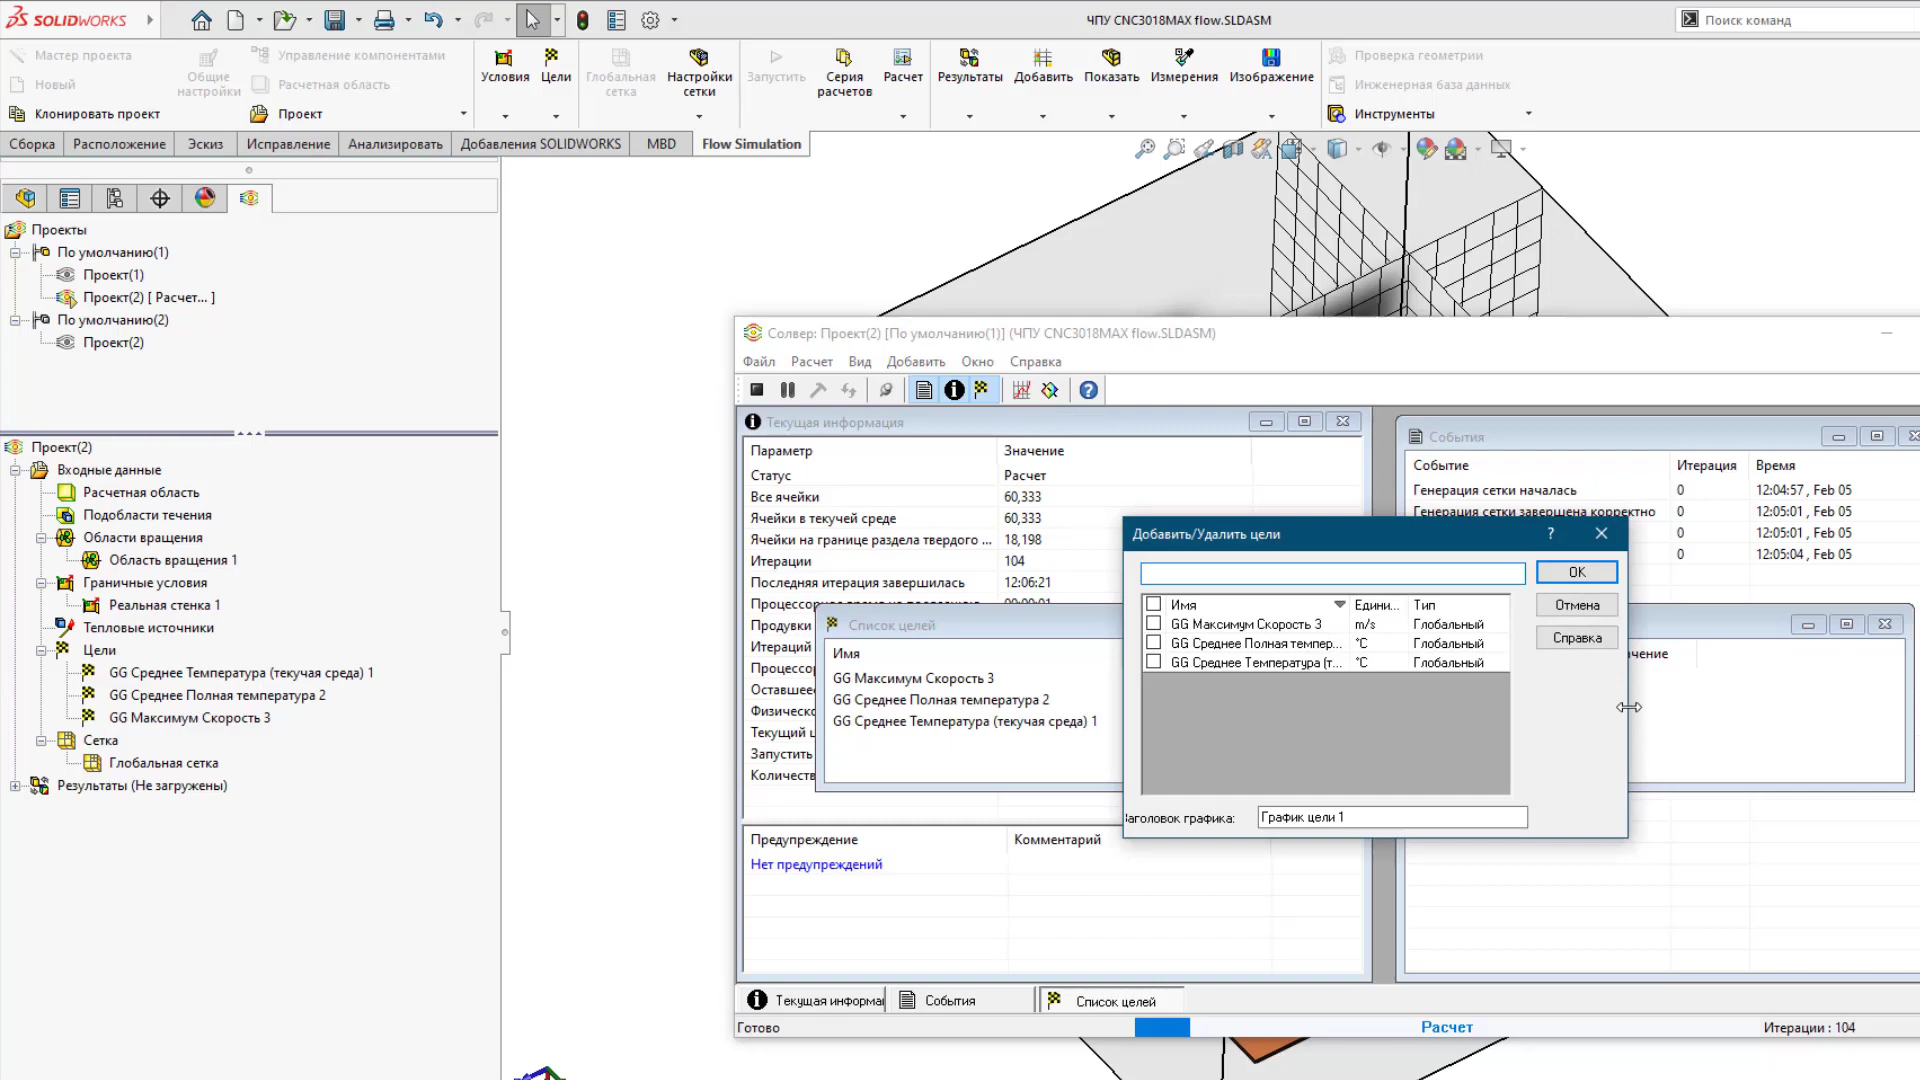 SOLIDWORKS
ЧПУ CNC3018MAX flow.SLDASM
Поиск команд
Мастер проекта
Новый
Клонировать проект
Общие настройки
Управление компонентами
Расчетная область
Проект
Условия
Цели
Глобальная сетка
Настройки сетки
Запустить
Серия расчетов
Расчет
Результаты
Добавить
Показать
Измерения
Изображение
Проверка геометрии
Инженерная база данных
Инструменты
Сборка
Расположение
Эскиз
Исправление
Анализировать
Добавления SOLIDWORKS
MBD
Flow Simulation
Проекты
По умолчанию(1)
Проект(1)
Проект(2) [ Расчет... ]
По умолчанию(2)
Проект(2)
Проект(2)
Входные данные
Расчетная область
Подобласти течения
Области вращения
Область вращения 1
Граничные условия
Реальная стенка 1
Тепловые источники
Цели
GG Среднее Температура (текучая среда) 1
GG Среднее Полная температура 2
GG Максимум Скорость 3
Сетка
Глобальная сетка
Результаты (Не загружены)
Солвер: Проект(2) [По умолчанию(1)] (ЧПУ CNC3018MAX flow.SLDASM)
Файл Расчет Вид Добавить Окно Справка
Текущая информация
Параметр Значение
Статус Расчет
Все ячейки 60,333
Ячейки в текучей среде 60,333
Ячейки на границе раздела твердого ... 18,198
Итерации 104
Последняя итерация завершилась 12:06:21
Продувки
Итераций
Процессо
Оставшеес
Физическо
Текущий ц
Запустить
Количеств
Предупреждение Комментарий
Нет предупреждений
События
Событие Итерация Время
Генерация сетки началась 0 12:04:57 , Feb 05
Генерация сетки завершена корректно 0 12:05:01 , Feb 05
0 12:05:01 , Feb 05
0 12:05:04 , Feb 05
Список целей
Имя
чение
GG Максимум Скорость 3
GG Среднее Полная температура 2
GG Среднее Температура (текучая среда) 1
Добавить/Удалить цели
?
ОК
Отмена
Справка
Имя Едини... Тип
GG Максимум Скорость 3 m/s Глобальный
GG Среднее Полная темпер... °C Глобальный
GG Среднее Температура (т... °C Глобальный
аголовок графика: График цели 1
Текущая информа
События
Список целей
Готово
Расчет
Итерации : 104